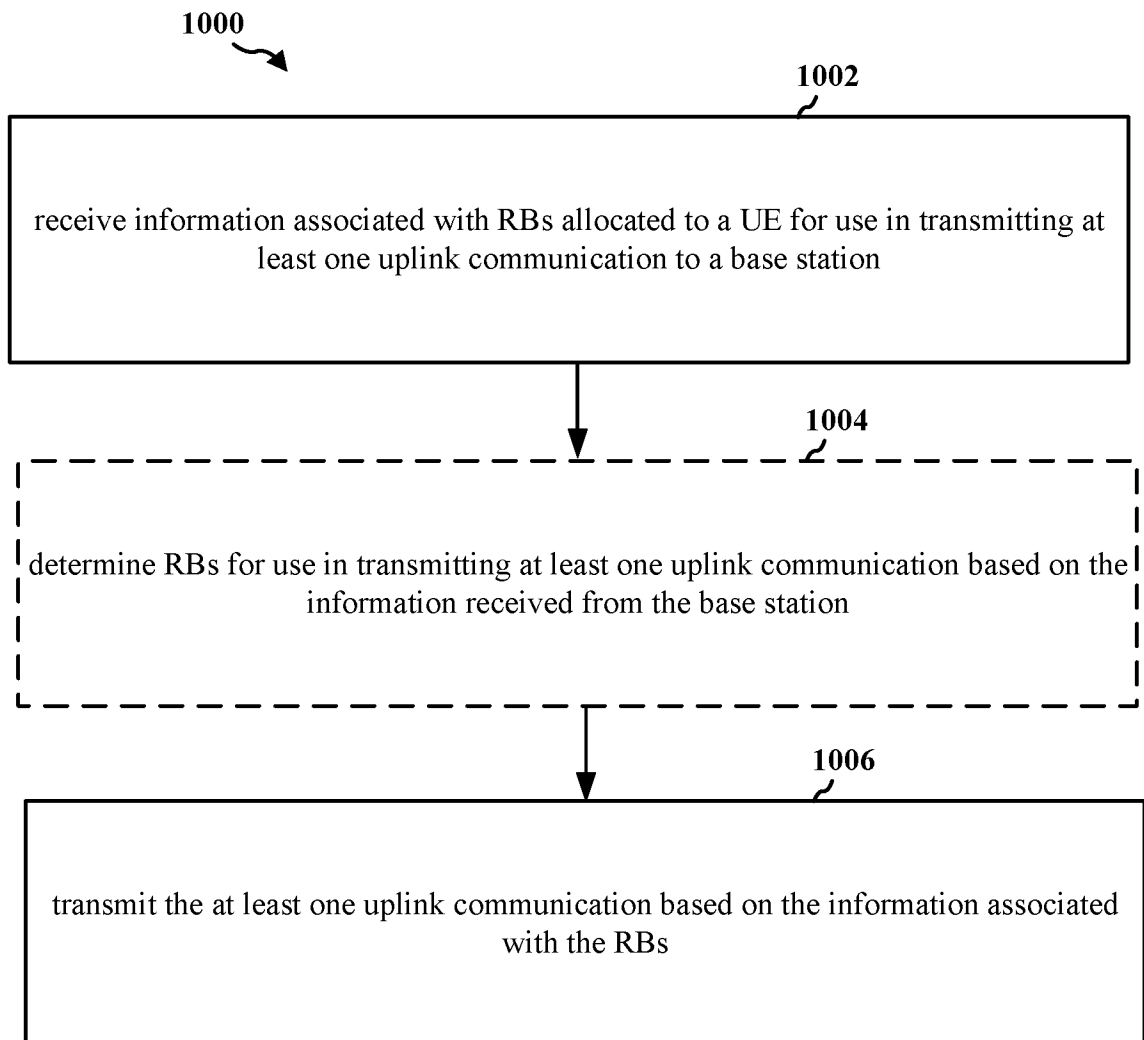 1000
1002
receive information associated with RBs allocated to a UE for use in transmitting at
least one uplink communication to a base station
1004
determine RBs for use in transmitting at least one uplink communication based on the
information received from the base station
1006
transmit the at least one uplink communication based on the information associated
with the RBs